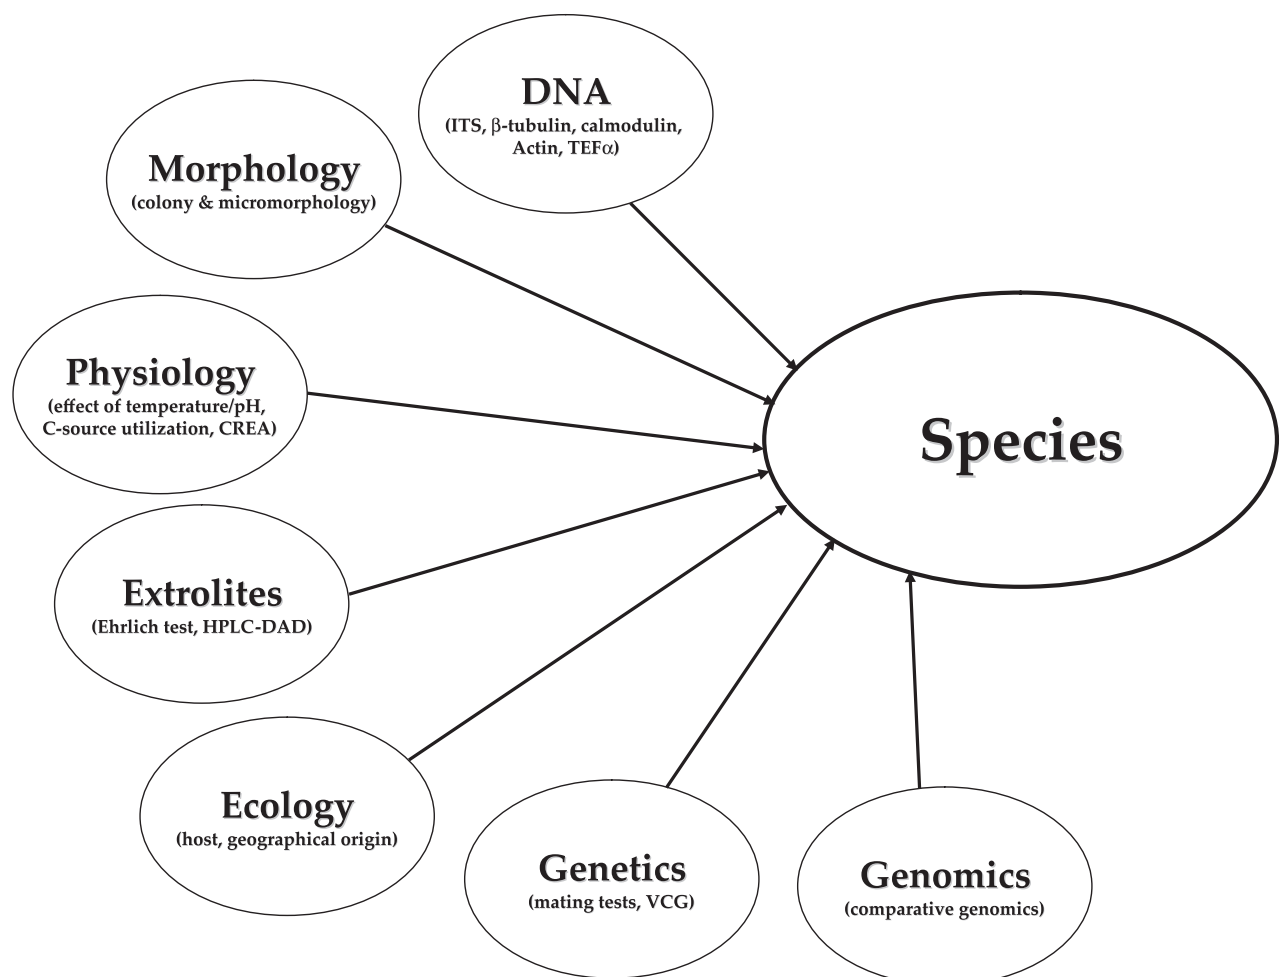 DNA
(ITS, β-tubulin, calmodulin,
Actin, TEFα)
Morphology
(colony & micromorphology)
Physiology
(effect of temperature/pH,
C-source utilization, CREA)
Species
Extrolites
(Ehrlich test, HPLC-DAD)
Ecology
(host, geographical origin)
Genetics
(mating tests, VCG)
Genomics
(comparative genomics)